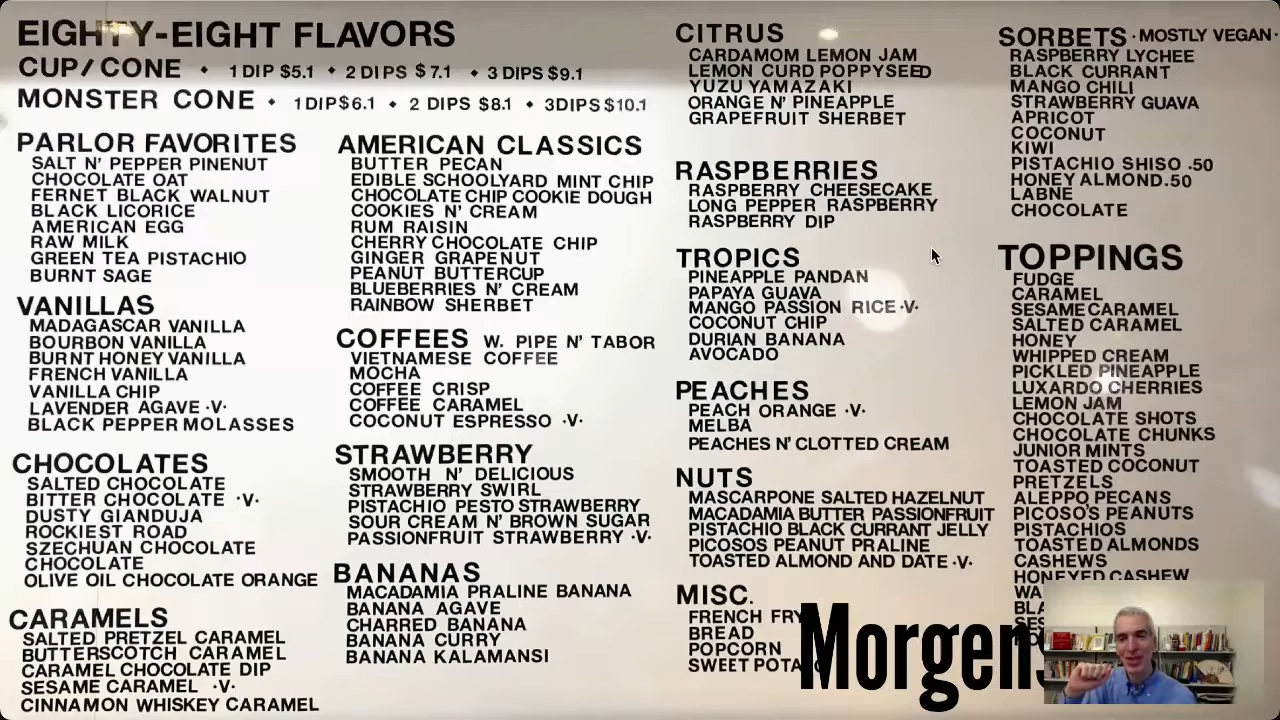 EIGHTY-EIGHT FLAVORS
CUP/CONE • 1 DIP $5.1 • 2 DIPS $7.1 • 3 DIPS $9.1
MONSTER CONE • 1 DIP $6.1 • 2 DIPS $8.1 • 3 DIPS $10.1
PARLOR FAVORITES
SALT N' PEPPER PINENUT
CHOCOLATE OAT
FERNET BLACK WALNUT
BLACK LICORICE
AMERICAN EGG
RAW MILK
GREEN TEA PISTACHIO
BURNT SAGE
VANILLAS
MADAGASCAR VANILLA
BOURBON VANILLA
BURNT HONEY VANILLA
FRENCH VANILLA
VANILLA CHIP
LAVENDER AGAVE ·V·
BLACK PEPPER MOLASSES
CHOCOLATES
SALTED CHOCOLATE
BITTER CHOCOLATE ·V·
DUSTY GIANDUJA
ROCKIEST ROAD
SZECHUAN CHOCOLATE
CHOCOLATE
OLIVE OIL CHOCOLATE ORANGE
CARAMELS
SALTED PRETZEL CARAMEL
BUTTERSCOTCH CARAMEL
CARAMEL CHOCOLATE DIP
SESAME CARAMEL ·V·
CINNAMON WHISKEY CARAMEL
AMERICAN CLASSICS
BUTTER PECAN
EDIBLE SCHOOLYARD MINT CHIP
CHOCOLATE CHIP COOKIE DOUGH
COOKIES N' CREAM
RUM RAISIN
CHERRY CHOCOLATE CHIP
GINGER GRAPENUT
PEANUT BUTTERCUP
BLUEBERRIES N' CREAM
RAINBOW SHERBET
COFFEES W. PIPE N' TABOR
VIETNAMESE COFFEE
MOCHA
COFFEE CRISP
COFFEE CARAMEL
COCONUT ESPRESSO ·V·
STRAWBERRY
SMOOTH N' DELICIOUS
STRAWBERRY SWIRL
PISTACHIO PESTO STRAWBERRY
SOUR CREAM N' BROWN SUGAR
PASSIONFRUIT STRAWBERRY ·V·
BANANAS
MACADAMIA PRALINE BANANA
BANANA AGAVE
CHARRED BANANA
BANANA CURRY
BANANA KALAMANSI
CITRUS
CARDAMOM LEMON JAM
LEMON CURD POPPYSEED
YUZU YAMAZAKI
ORANGE N' PINEAPPLE
GRAPEFRUIT SHERBET
RASPBERRIES
RASPBERRY CHEESECAKE
LONG PEPPER RASPBERRY
RASPBERRY DIP
TROPICS
PINEAPPLE PANDAN
PAPAYA GUAVA
MANGO PASSION RICE ·V·
COCONUT CHIP
DURIAN BANANA
AVOCADO
PEACHES
PEACH ORANGE ·V·
MELBA
PEACHES N' CLOTTED CREAM
NUTS
MASCARPONE SALTED HAZELNUT
MACADAMIA BUTTER PASSIONFRUIT
PISTACHIO BLACK CURRANT JELLY
PICOSOS PEANUT PRALINE
TOASTED ALMOND AND DATE ·V·
MISC.
FRENCH FRY
BREAD
POPCORN
SWEET
SORBETS ·MOSTLY VEGAN·
RASPBERRY LYCHEE
BLACK CURRANT
MANGO CHILI
STRAWBERRY GUAVA
APRICOT
COCONUT
KIWI
PISTACHIO SHISO .50
HONEY ALMOND .50
LABNE
CHOCOLATE
TOPPINGS
FUDGE
CARAMEL
SESAME CARAMEL
SALTED CARAMEL
HONEY
WHIPPED CREAM
PICKLED PINEAPPLE
LUXARDO CHERRIES
LEMON JAM
CHOCOLATE SHOTS
CHOCOLATE CHUNKS
JUNIOR MINTS
TOASTED COCONUT
PRETZELS
ALEPPO PECANS
PICOSO'S PEANUTS
PISTACHIOS
TOASTED ALMONDS
CASHEWS
HONEYED CASHEW
Morgens